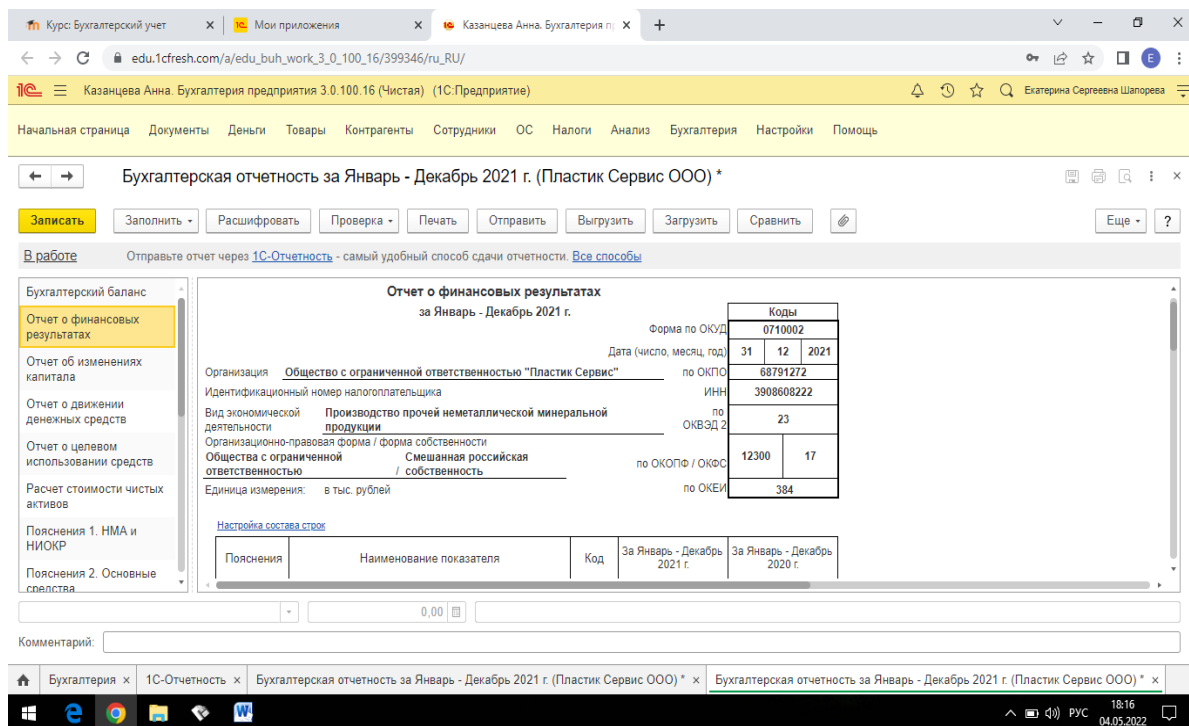 Курс: Бухгалтерский учет
Мои приложения
Казанцева Анна. Бухгалтерия п
edu.1cfresh.com/a/edu_buh_work_3_0_100_16/399346/ru_RU/
E
Казанцева Анна. Бухгалтерия предприятия 3.0.100.16 (Чистая) (1С:Предприятие)
Екатерина Сергеевна Шапорева
Начальная страница Документы Деньги Товары Контрагенты Сотрудники ОС Налоги Анализ Бухгалтерия Настройки Помощь
Бухгалтерская отчетность за Январь - Декабрь 2021 г. (Пластик Сервис ООО) *
Записать Заполнить Расшифровать Проверка Печать Отправить Выгрузить Загрузить Сравнить Еще ?
В работе Отправьте отчет через 1С-Отчетность - самый удобный способ сдачи отчетности. Все способы
Бухгалтерский баланс
Отчет о финансовых
результатах
Отчет об изменениях
капитала
Отчет о движении
денежных средств
Отчет о целевом
использовании средств
Расчет стоимости чистых
активов
Пояснения 1. НМА и
НИОКР
Пояснения 2. Основные
средства
Отчет о финансовых результатах
за Январь - Декабрь 2021 г.
Коды
Форма по ОКУД 0710002
Дата (число, месяц, год) 31 12 2021
Организация Общество с ограниченной ответственностью "Пластик Сервис" по ОКПО 68791272
Идентификационный номер налогоплательщика ИНН 3908608222
Вид экономической деятельности Производство прочей неметаллической минеральной продукции по ОКВЭД 2 23
Организационно-правовая форма / форма собственности
Общества с ограниченной ответственностью / Смешанная российская собственность по ОКОПФ / ОКФС 12300 17
Единица измерения: в тыс. рублей по ОКЕИ 384
Настройка состава строк
Пояснения Наименование показателя Код За Январь - Декабрь 2021 г. За Январь - Декабрь 2020 г.
0,00
Комментарий:
Бухгалтерия × 1С-Отчетность × Бухгалтерская отчетность за Январь - Декабрь 2021 г. (Пластик Сервис ООО) * × Бухгалтерская отчетность за Январь - Декабрь 2021 г. (Пластик Сервис ООО) * ×
РУС
18:16
04.05.2022